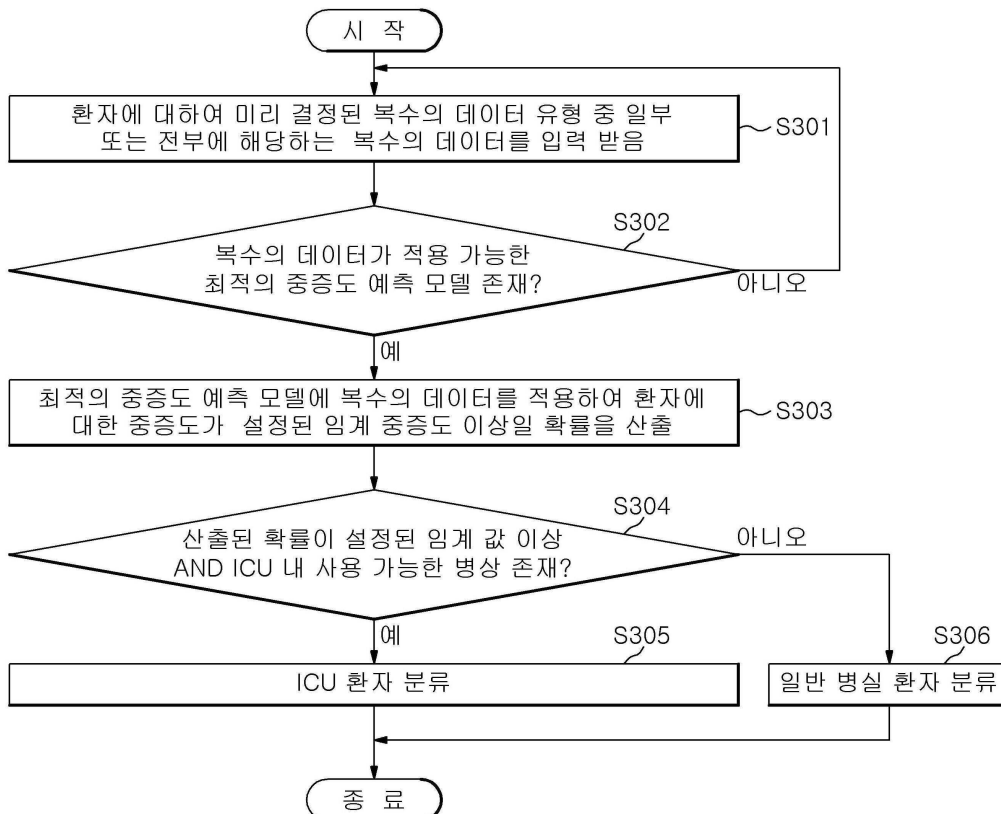 시 작
환자에 대하여 미리 결정된 복수의 데이터 유형 중 일부
또는 전부에 해당하는 복수의 데이터를 입력 받음
S301
S302
복수의 데이터가 적용 가능한
최적의 중증도 예측 모델 존재?
아니오
예
최적의 중증도 예측 모델에 복수의 데이터를 적용하여 환자에
대한 중증도가 설정된 임계 중증도 이상일 확률을 산출
S303
S304
산출된 확률이 설정된 임계 값 이상
AND ICU 내 사용 가능한 병상 존재?
아니오
예
S305
ICU 환자 분류
S306
일반 병실 환자 분류
종 료